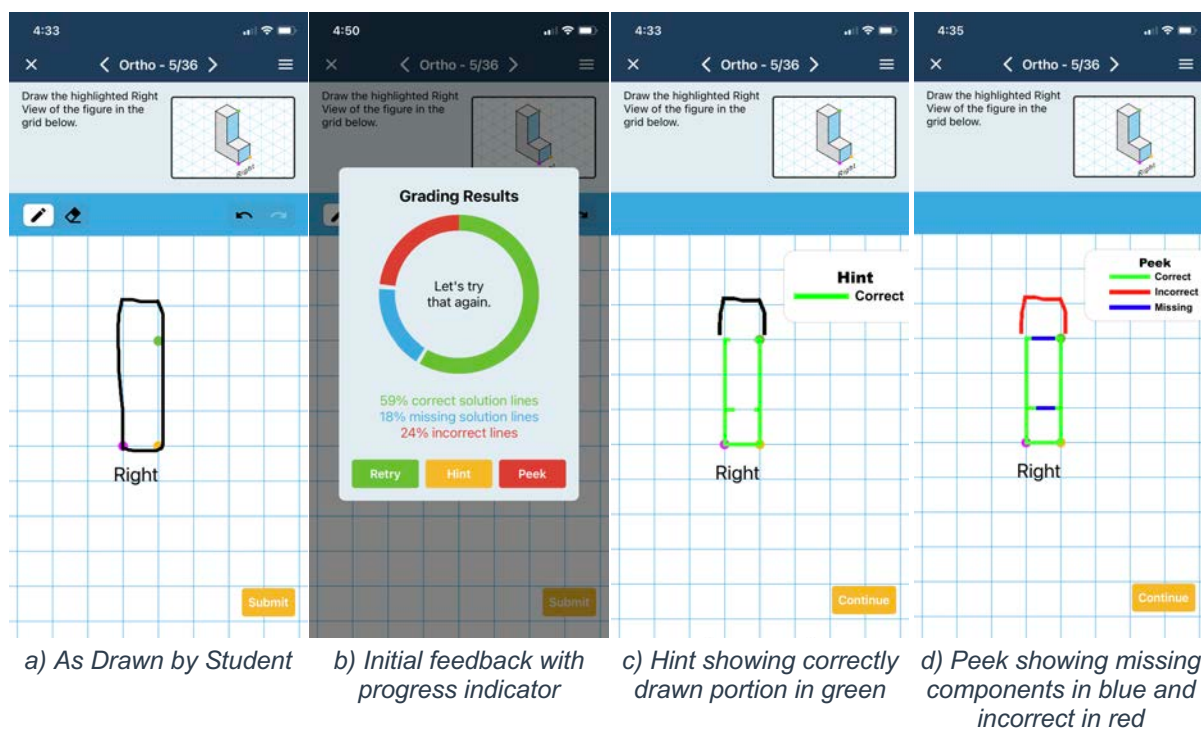 4:33
Ortho - 5/36
Draw the highlighted Right
View of the figure in the
grid below.
Right
Right
Submit
a) As Drawn by Student
4:50
Ortho - 5/36
Draw the highlighted Right
View of the figure in the
grid below.
Right
Grading Results
Let's try
that again.
59% correct solution lines
18% missing solution lines
24% incorrect lines
Retry
Hint
Peek
Submit
b) Initial feedback with
progress indicator
4:33
Ortho - 5/36
Draw the highlighted Right
View of the figure in the
grid below.
Right
Hint
Correct
Right
Continue
c) Hint showing correctly
drawn portion in green
4:35
Ortho - 5/36
Draw the highlighted Right
View of the figure in the
grid below.
Right
Peek
Correct
Incorrect
Missing
Right
Continue
d) Peek showing missing
components in blue and
incorrect in red